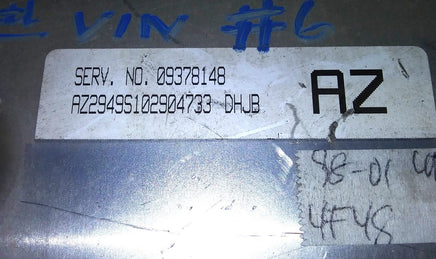 VIN #6
SERV. NO. 09378148
AZ2949S102904733 DHJB
AZ
98-01
4F48